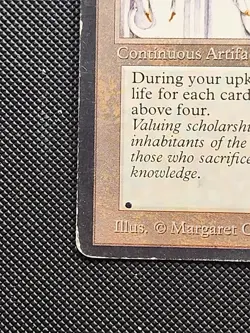 Continuous Artifa
During your upk
life for each card
above four.
Valuing scholarship
inhabitants of the
those who sacrifice
knowledge.
Illus. © Margaret